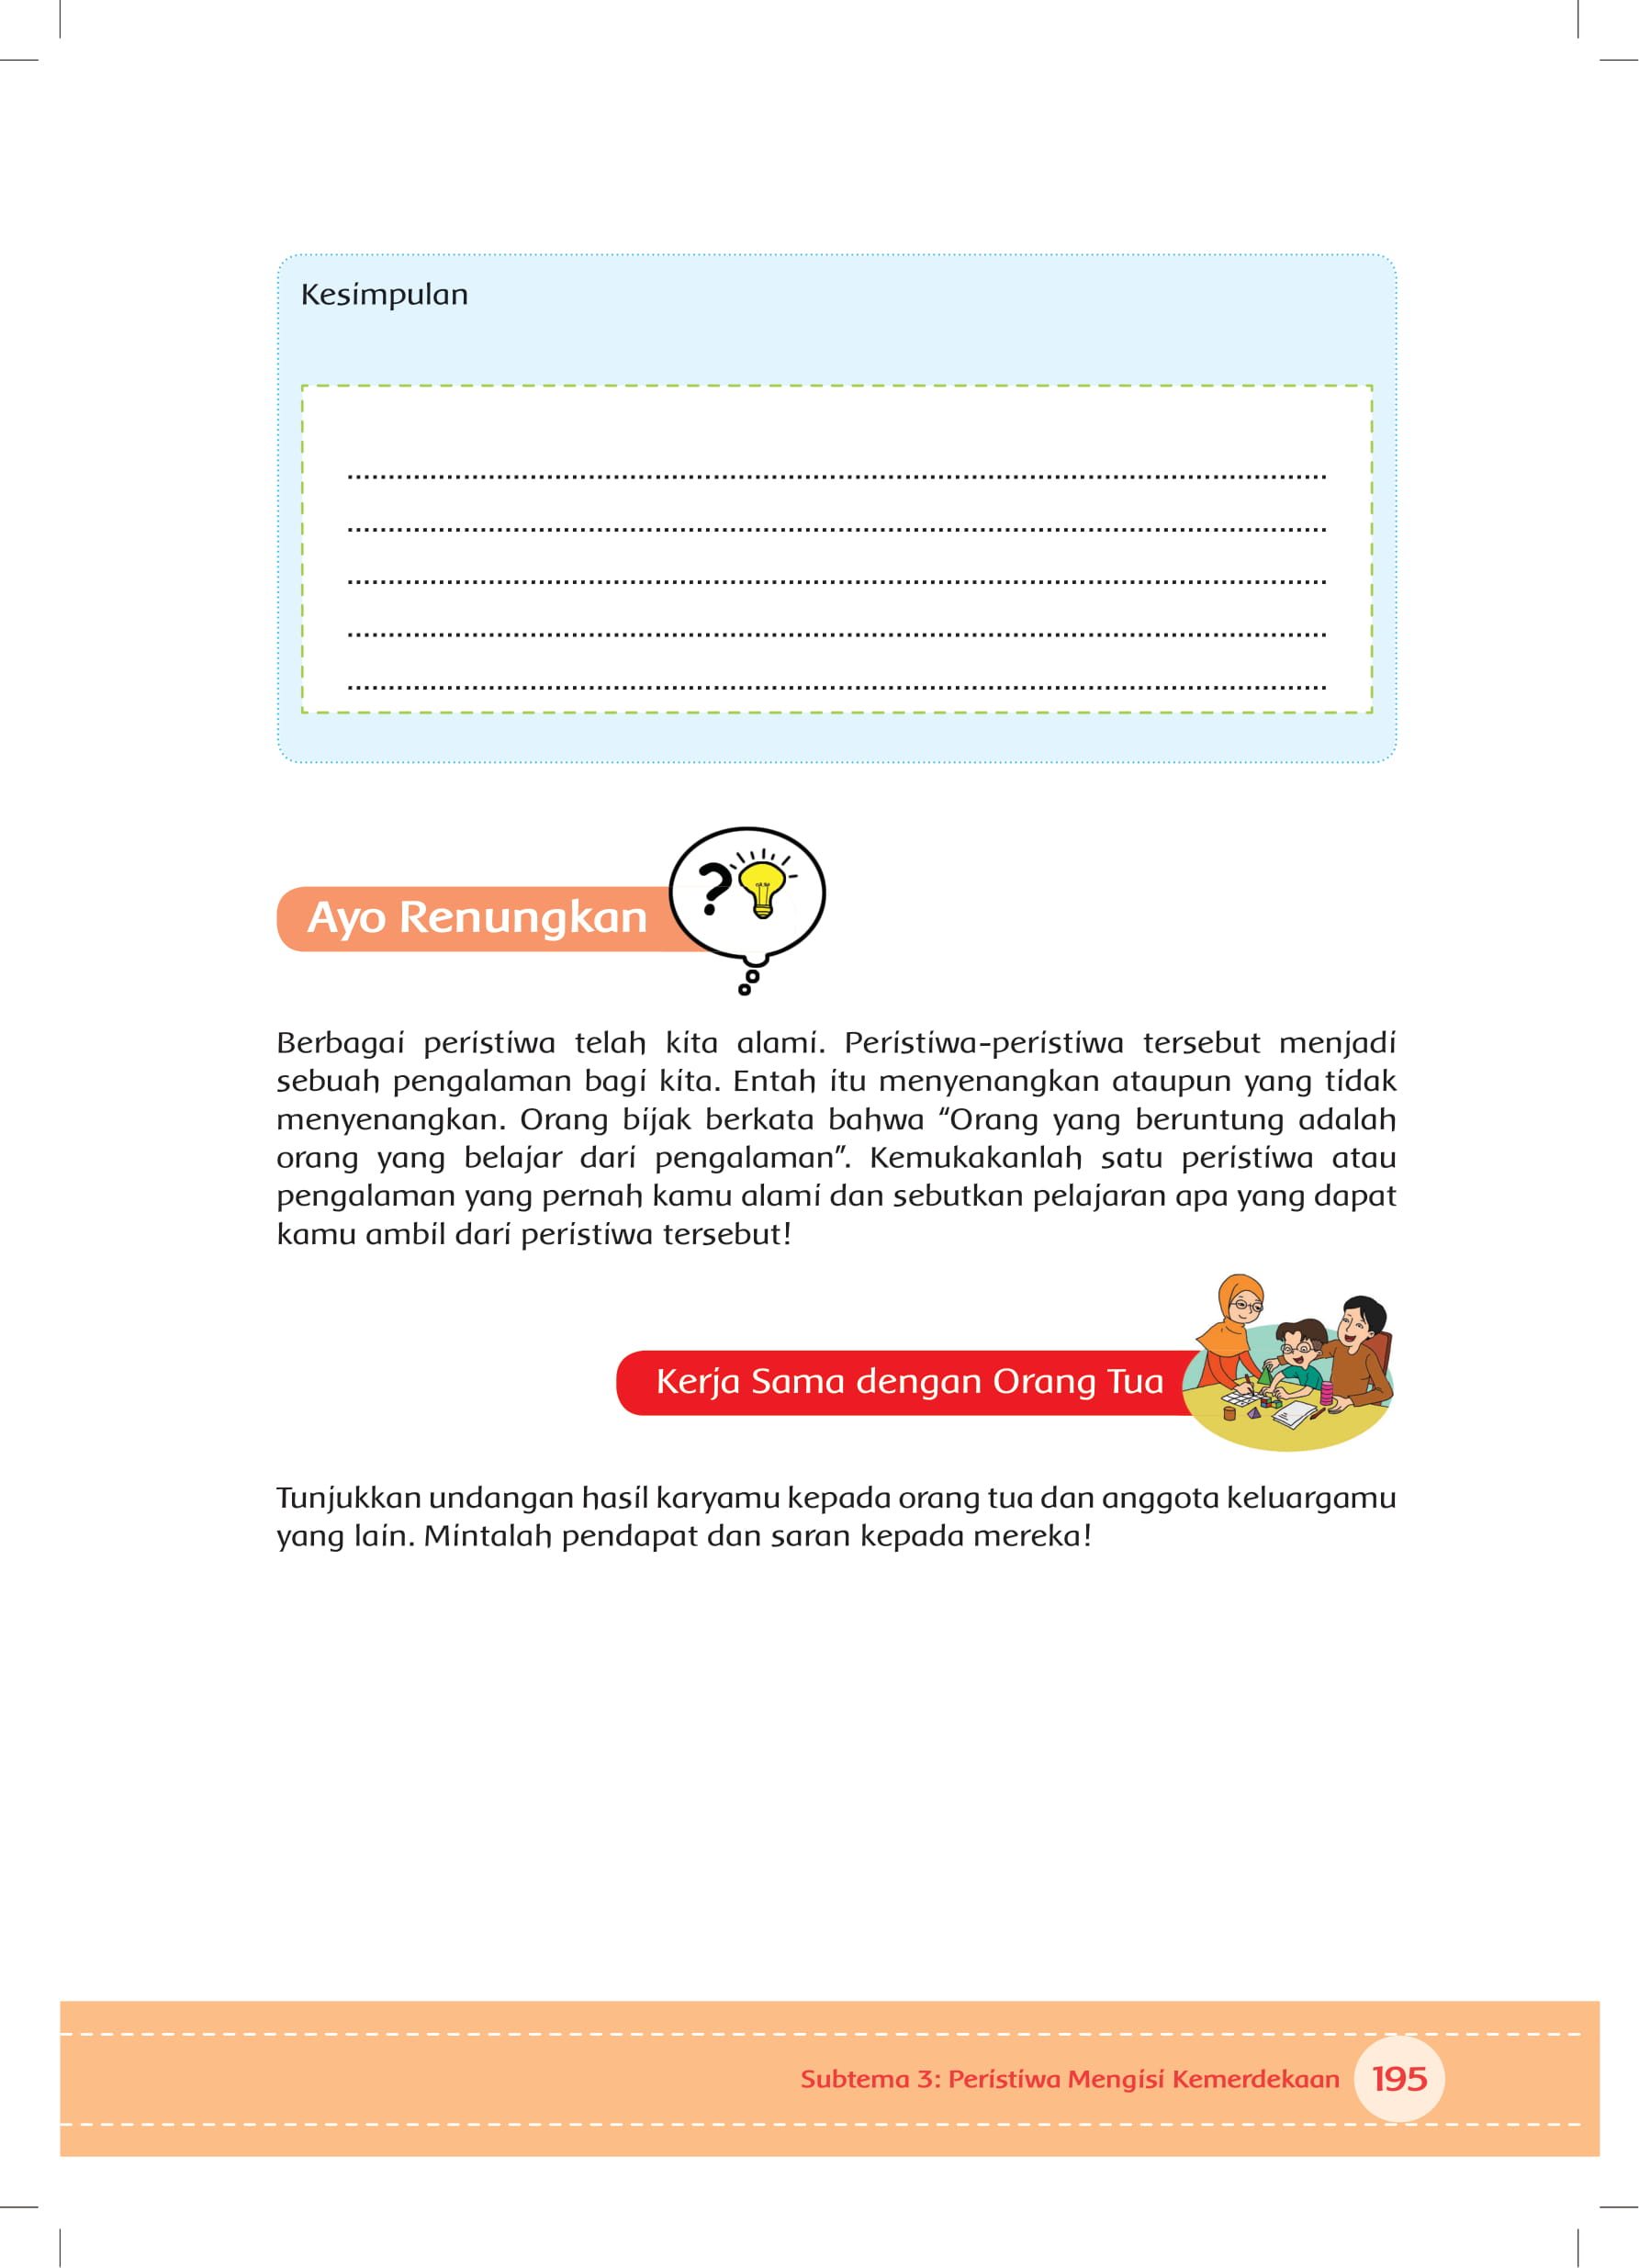 Kesimpulan
Ayo Renungkan
Berbagai peristiwa telah kita alami. Peristiwa-peristiwa tersebut menjadi
sebuah pengalaman bagi kita. Entah itu menyenangkan ataupun yang tidak
menyenangkan. Orang bijak berkata bahwa “Orang yang beruntung adalah
orang yang belajar dari pengalaman”. Kemukakanlah satu peristiwa atau
pengalaman yang pernah kamu alami dan sebutkan pelajaran apa yang dapat
kamu ambil dari peristiwa tersebut!
Kerja Sama dengan Orang Tua
Tunjukkan undangan hasil karyamu kepada orang tua dan anggota keluargamu
yang lain. Mintalah pendapat dan saran kepada mereka!
Subtema 3: Peristiwa Mengisi Kemerdekaan 195